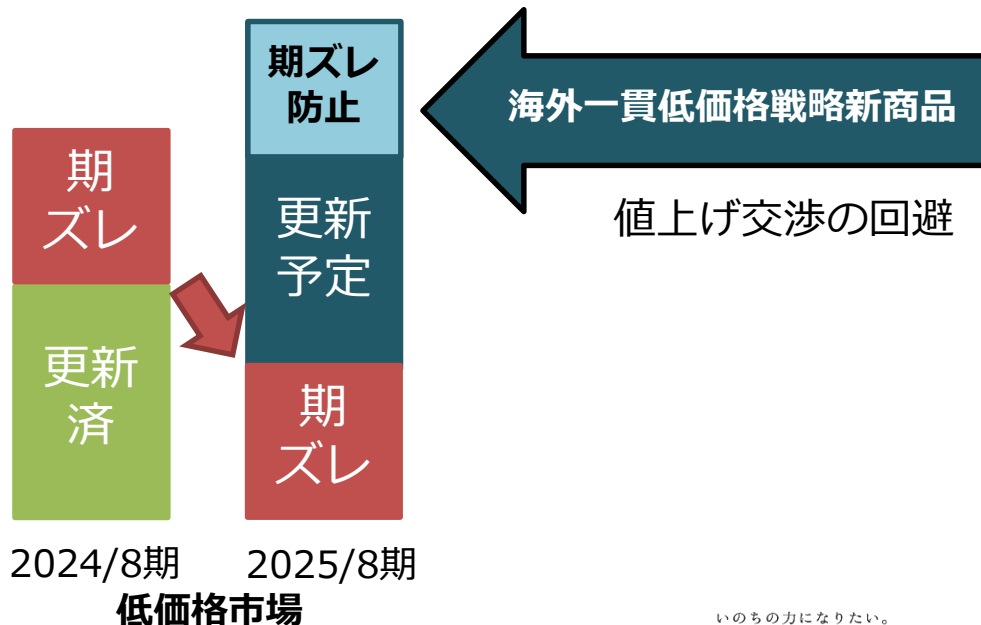 期ズレ
防止
海外一貫低価格戦略新商品
値上げ交渉の回避
期
ズレ
更新
予定
更新
済
期
ズレ
2024/8期
2025/8期
低価格市場
いのちの力になりたい。